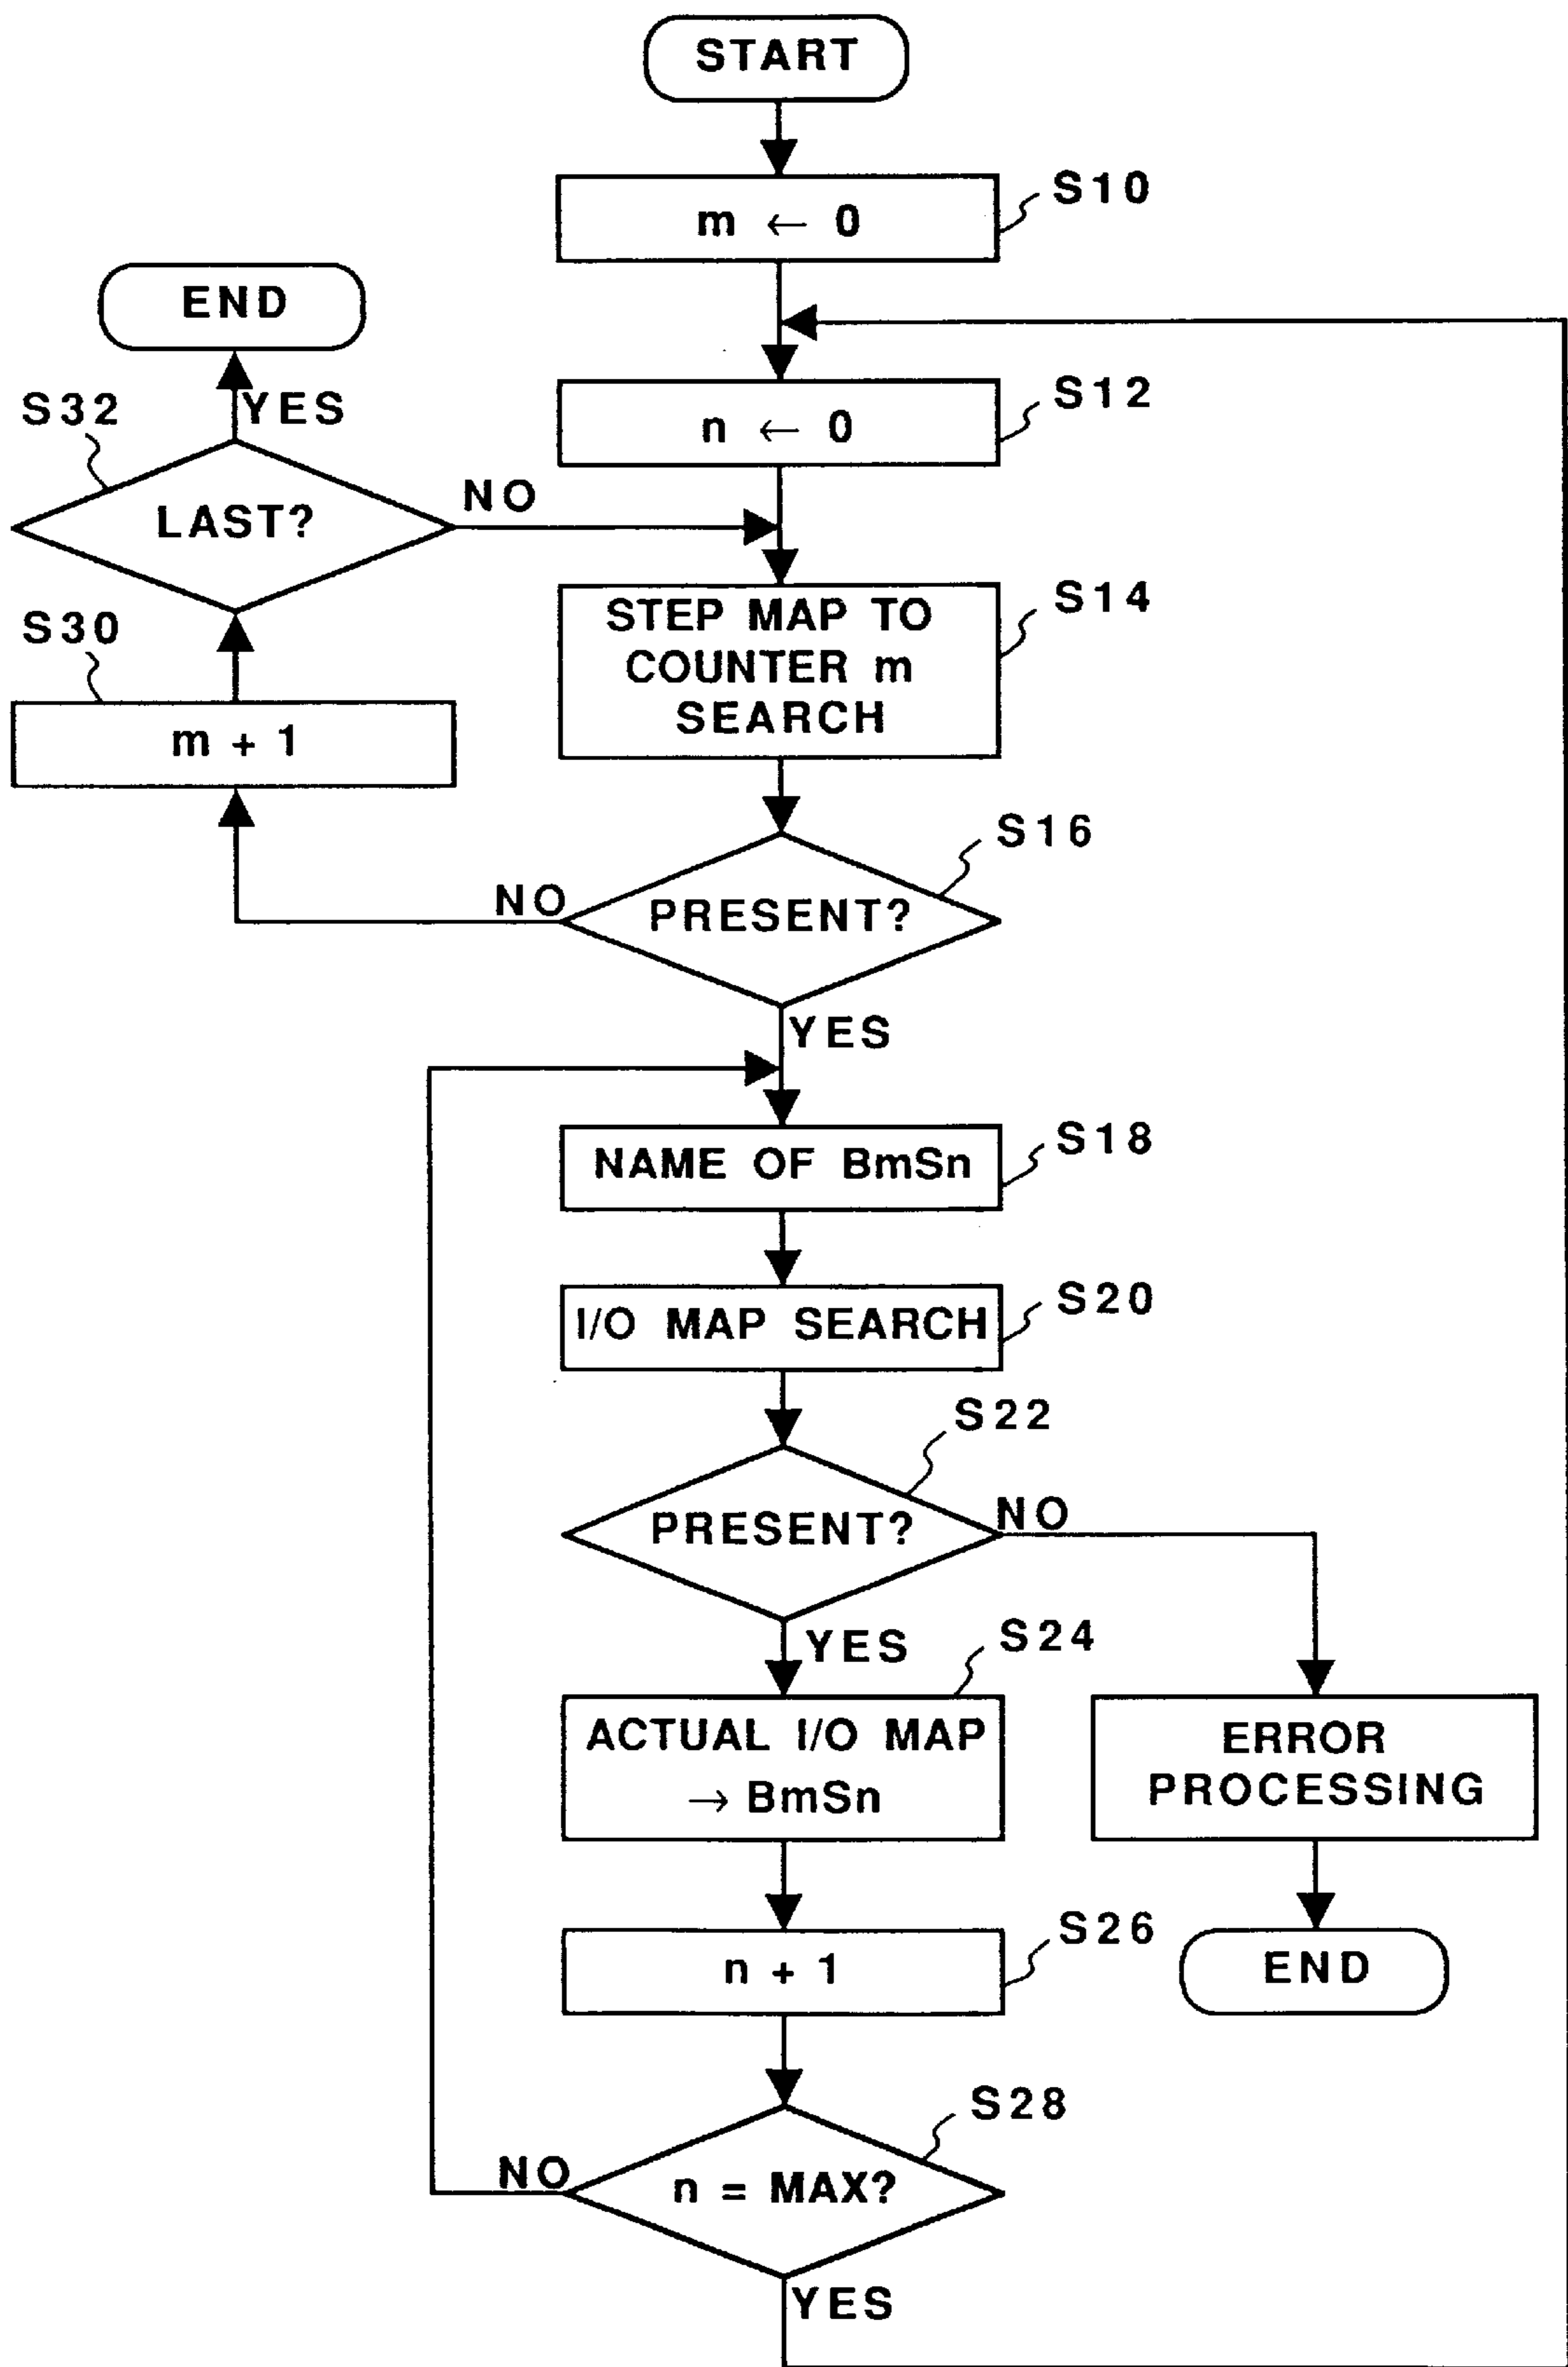 START
S10
m ← 0
END
S12
n ← 0
S32
YES
LAST?
NO
S14
STEP MAP TO
COUNTER m
SEARCH
S30
m + 1
S16
PRESENT?
NO
YES
S18
NAME OF BmSn
S20
I/O MAP SEARCH
S22
PRESENT?
NO
YES
S24
ACTUAL I/O MAP
→ BmSn
ERROR
PROCESSING
S26
n + 1
END
S28
n = MAX?
NO
YES